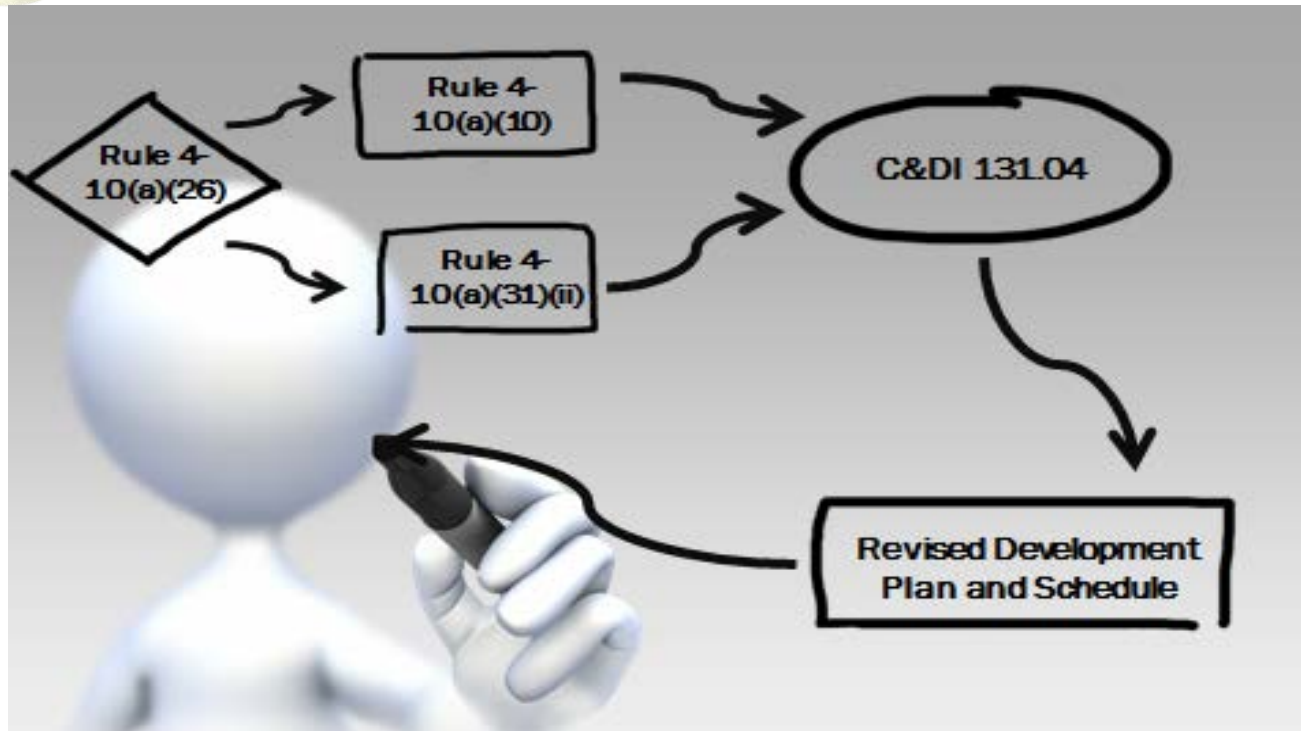 Rule 4-
10(a)(26)
Rule 4-
10(a)(10)
Rule 4-
10(a)(31)(ii)
C&DI 131.04
Revised Development
Plan and Schedule